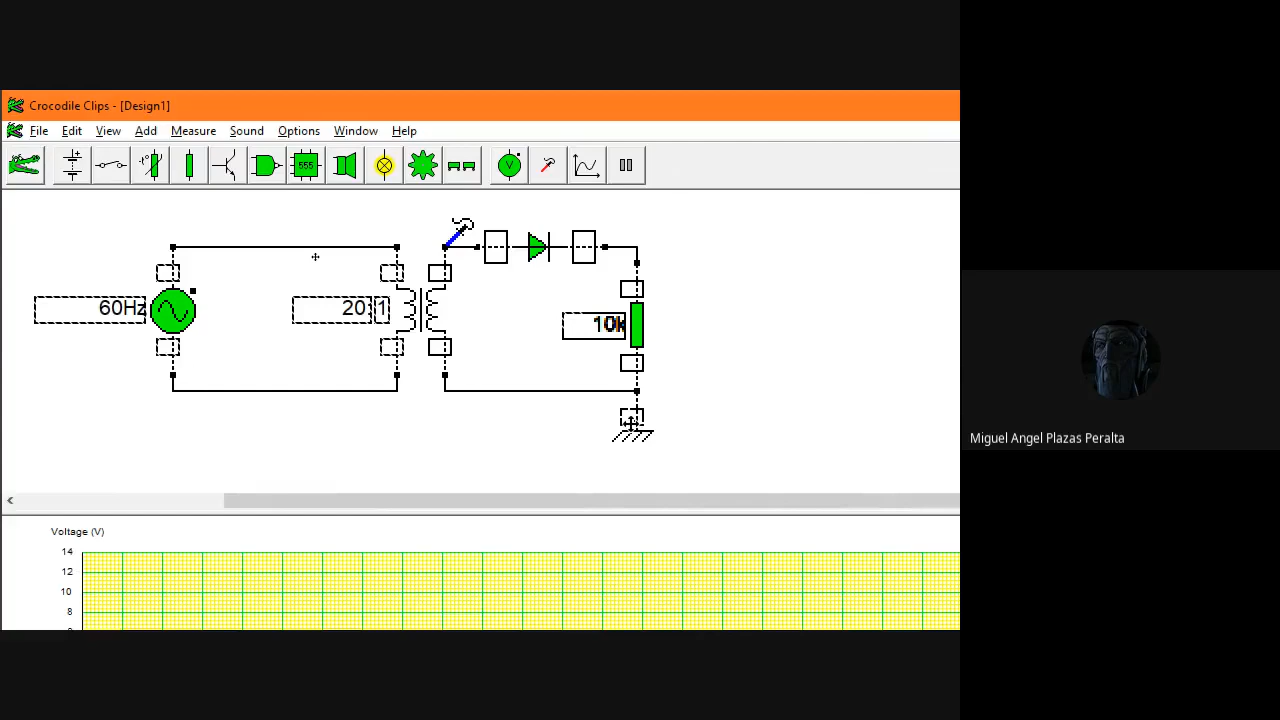 Crocodile Clips - [Design1]
File Edit View Add Measure Sound Options Window Help
555 V
60Hz
20:1
10k
Miguel Angel Plazas Peralta
Voltage (V)
14
12
10
8